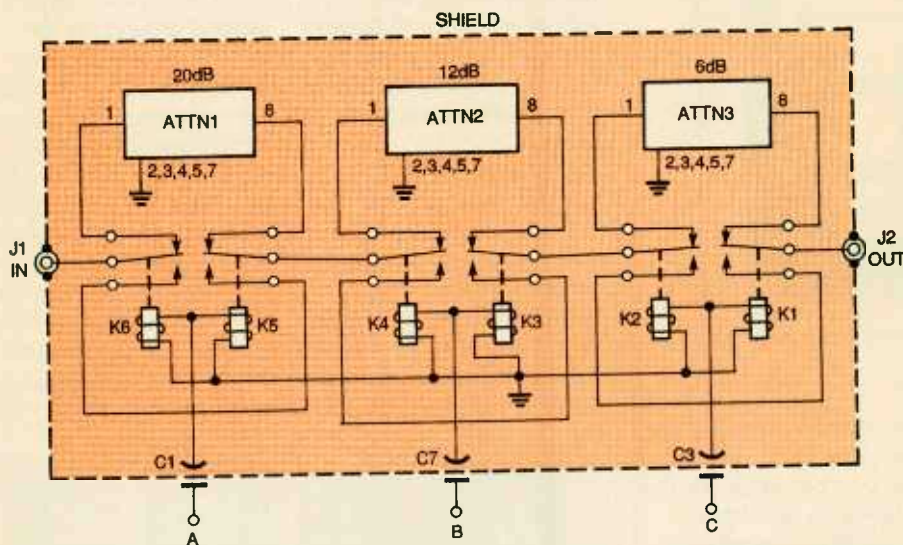 SHIELD
20dB
12dB
6dB
1 ATTN1 8
1 ATTN2 8
1 ATTN3 8
2,3,4,5,7
2,3,4,5,7
2,3,4,5,7
J1
IN
J2
OUT
K6 K5 K4 K3 K2 K1
C1 C7 C3
A B C